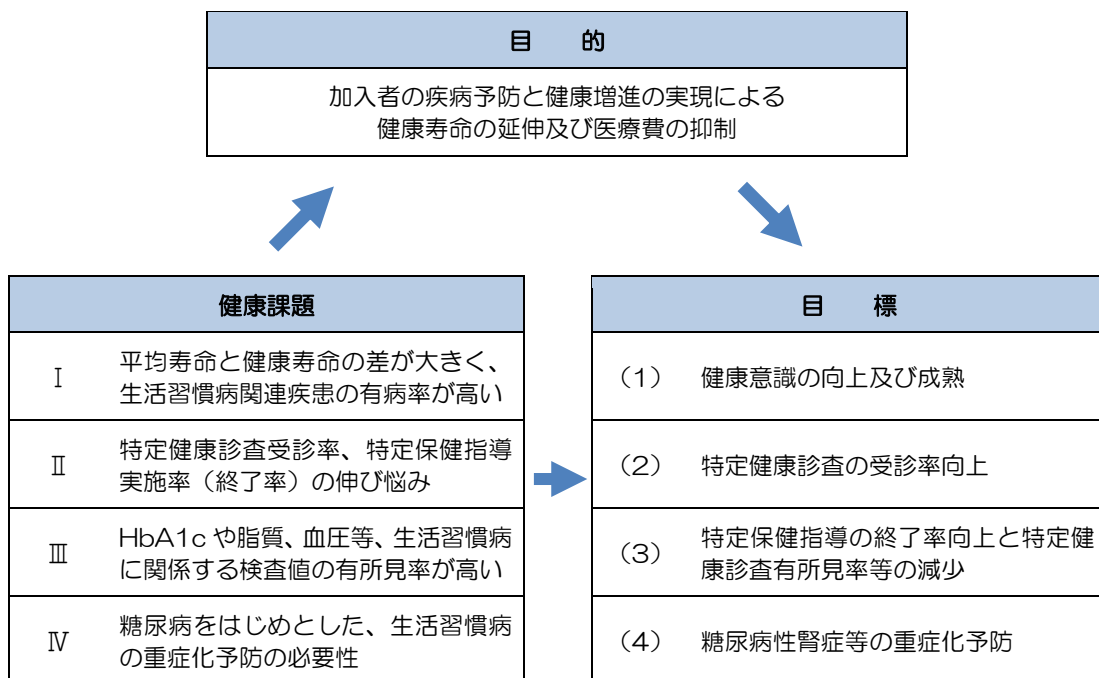 目　的
加入者の疾病予防と健康増進の実現による
健康寿命の延伸及び医療費の抑制
健康課題
Ⅰ 平均寿命と健康寿命の差が大きく、
生活習慣病関連疾患の有病率が高い
Ⅱ 特定健康診査受診率、特定保健指導
実施率（終了率）の伸び悩み
Ⅲ HbA1c や脂質、血圧等、生活習慣病
に関係する検査値の有所見率が高い
Ⅳ 糖尿病をはじめとした、生活習慣病
の重症化予防の必要性
目　標
（1） 健康意識の向上及び成熟
（2） 特定健康診査の受診率向上
（3） 特定保健指導の終了率向上と特定健
康診査有所見率等の減少
（4） 糖尿病性腎症等の重症化予防